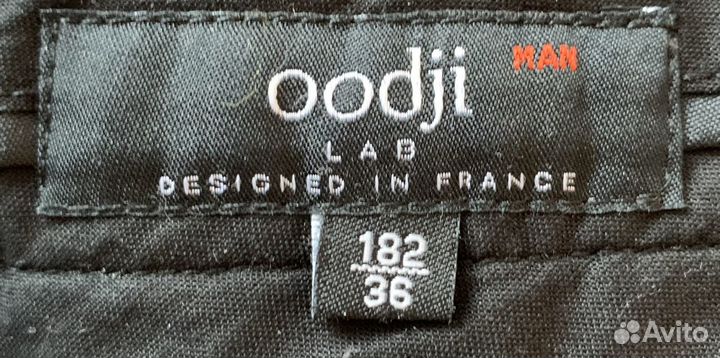 oodji MAN
LAB
DESIGNED IN FRANCE
182
36
Avito